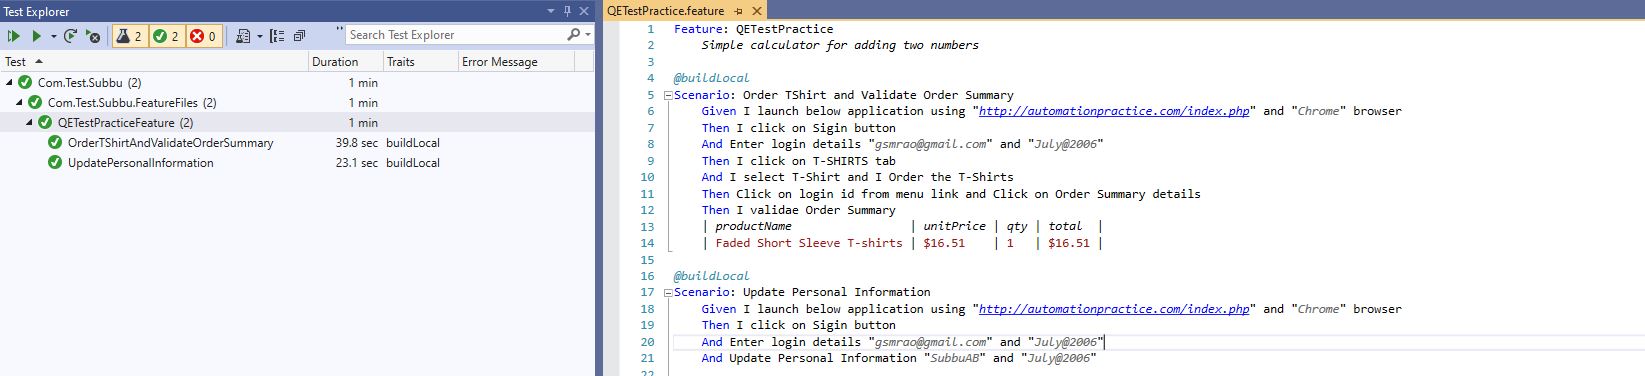 Test Explorer
2 2 0 Search Test Explorer
Test Duration Traits Error Message
Com.Test.Subbu (2) 1 min
Com.Test.Subbu.FeatureFiles (2) 1 min
QETestPracticeFeature (2) 1 min
OrderTShirtAndValidateOrderSummary 39.8 sec buildLocal
UpdatePersonalInformation 23.1 sec buildLocal
QETestPractice.feature
1 Feature: QETestPractice
2 Simple calculator for adding two numbers
3
4 @buildLocal
5 Scenario: Order TShirt and Validate Order Summary
6 Given I launch below application using "http://automationpractice.com/index.php" and "Chrome" browser
7 Then I click on Sigin button
8 And Enter login details "gsmrao@gmail.com" and "July@2006"
9 Then I click on T-SHIRTS tab
10 And I select T-Shirt and I Order the T-Shirts
11 Then Click on login id from menu link and Click on Order Summary details
12 Then I validae Order Summary
13 | productName | unitPrice | qty | total |
14 | Faded Short Sleeve T-shirts | $16.51 | 1 | $16.51 |
15
16 @buildLocal
17 Scenario: Update Personal Information
18 Given I launch below application using "http://automationpractice.com/index.php" and "Chrome" browser
19 Then I click on Sigin button
20 And Enter login details "gsmrao@gmail.com" and "July@2006"
21 And Update Personal Information "SubbuAB" and "July@2006"
22